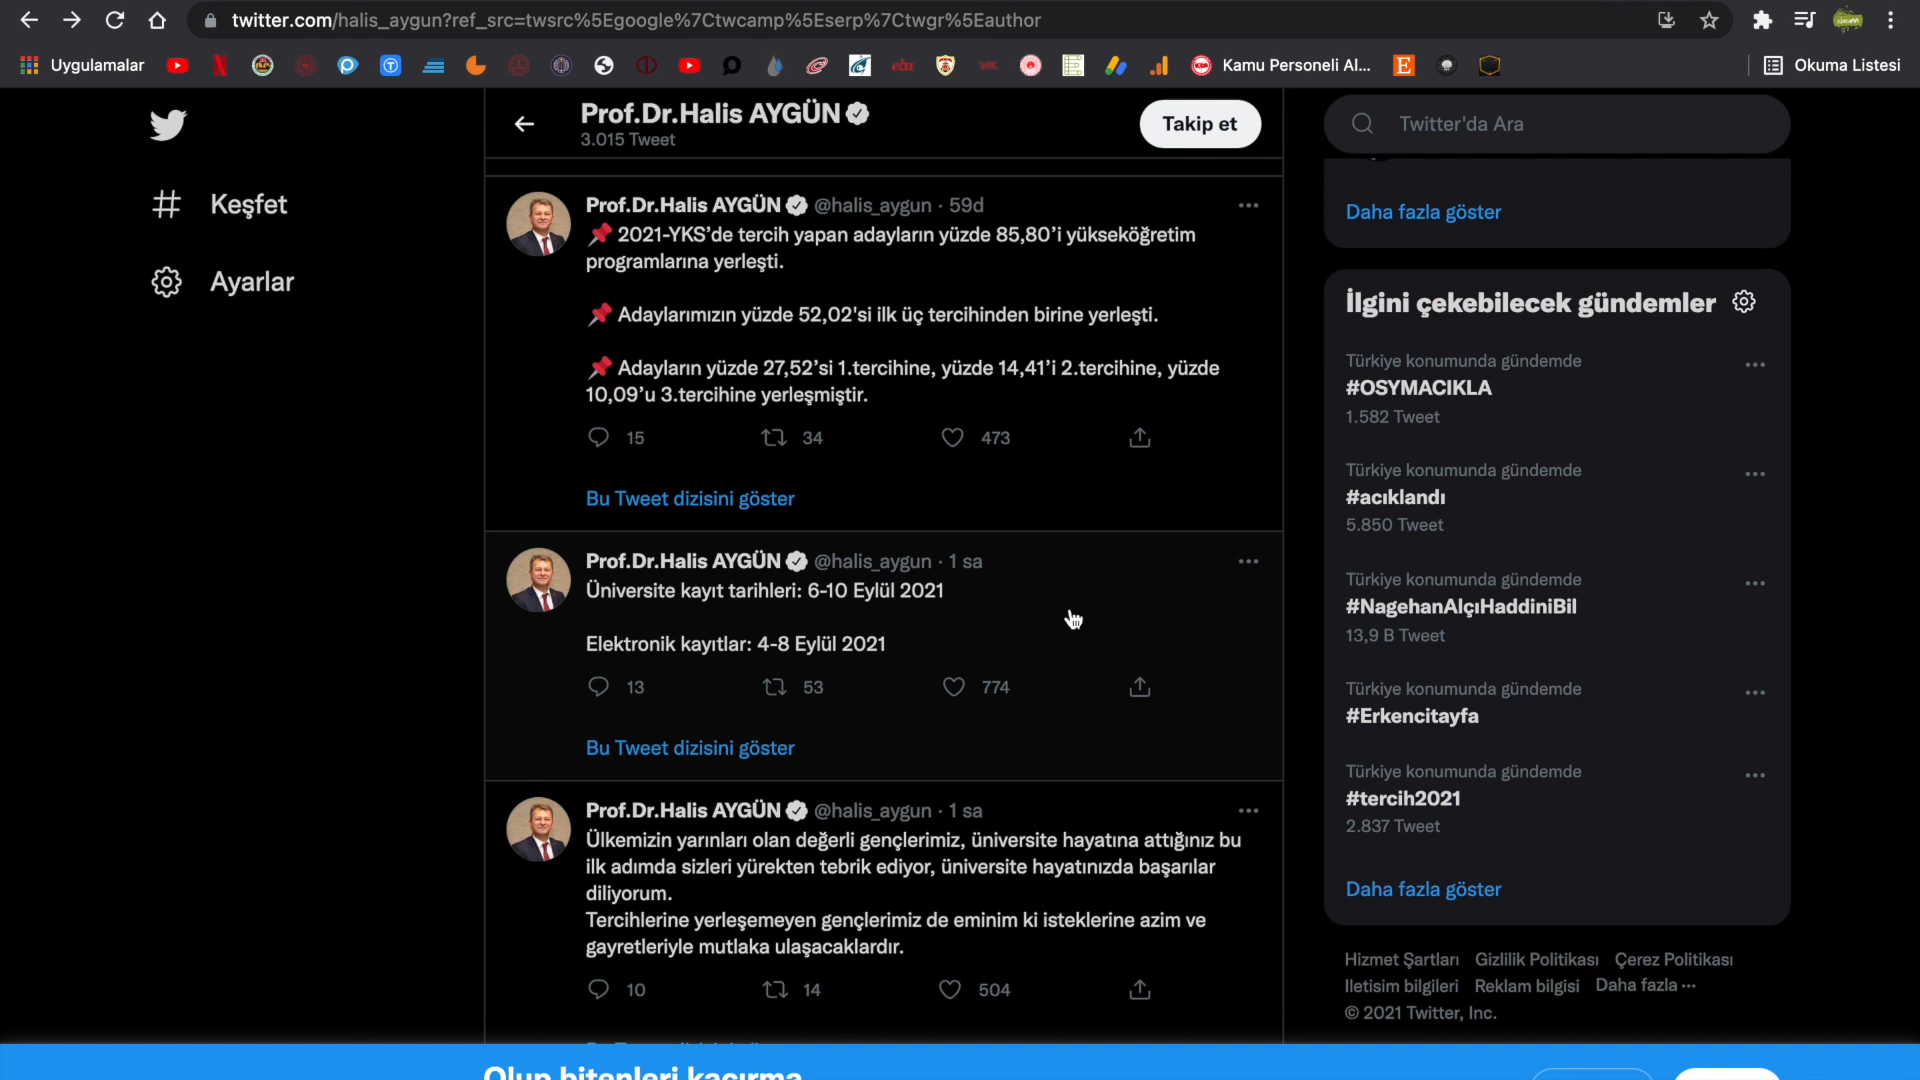 twitter.com/halis_aygun?ref_src=twsrc%5Egoogle%7Ctwcamp%5Eserp%7Ctwgr%5Eauthor
Uygulamalar
eba
Kamu Personeli Al...
E
Okuma Listesi
Prof.Dr.Halis AYGÜN
3.015 Tweet
Takip et
Twitter'da Ara
Keşfet
Ayarlar
Prof.Dr.Halis AYGÜN @halis_aygun · 59d
2021-YKS’de tercih yapan adayların yüzde 85,80’i yükseköğretim
programlarına yerleşti.
Adaylarımızın yüzde 52,02'si ilk üç tercihinden birine yerleşti.
Adayların yüzde 27,52’si 1.tercihine, yüzde 14,41’i 2.tercihine, yüzde
10,09’u 3.tercihine yerleşmiştir.
15 34 473
Bu Tweet dizisini göster
Prof.Dr.Halis AYGÜN @halis_aygun · 1 sa
Üniversite kayıt tarihleri: 6-10 Eylül 2021
Elektronik kayıtlar: 4-8 Eylül 2021
13 53 774
Bu Tweet dizisini göster
Prof.Dr.Halis AYGÜN @halis_aygun · 1 sa
Ülkemizin yarınları olan değerli gençlerimiz, üniversite hayatına attığınız bu
ilk adımda sizleri yürekten tebrik ediyor, üniversite hayatınızda başarılar
diliyorum.
Tercihlerine yerleşemeyen gençlerimiz de eminim ki isteklerine azim ve
gayretleriyle mutlaka ulaşacaklardır.
10 14 504
Daha fazla göster
İlgini çekebilecek gündemler
Türkiye konumunda gündemde
#OSYMACIKLA
1.582 Tweet
Türkiye konumunda gündemde
#acıklandı
5.850 Tweet
Türkiye konumunda gündemde
#NagehanAlçıHaddiniBil
13,9 B Tweet
Türkiye konumunda gündemde
#Erkencitayfa
Türkiye konumunda gündemde
#tercih2021
2.837 Tweet
Daha fazla göster
Hizmet Şartları Gizlilik Politikası Çerez Politikası
Iletisim bilgileri Reklam bilgisi Daha fazla ···
© 2021 Twitter, Inc.
Olup bitenleri kaçırma